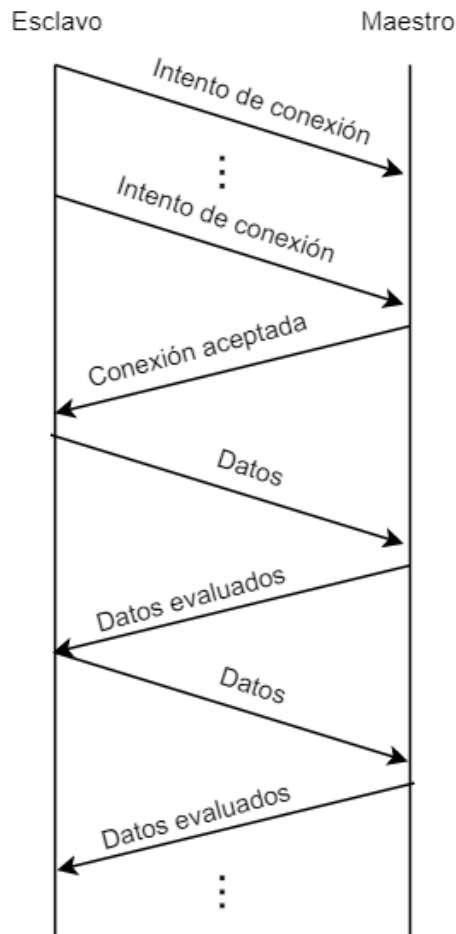 Esclavo
Maestro
Intento de conexión
⋮
Intento de conexión
Conexión aceptada
Datos
Datos evaluados
Datos
Datos evaluados
⋮